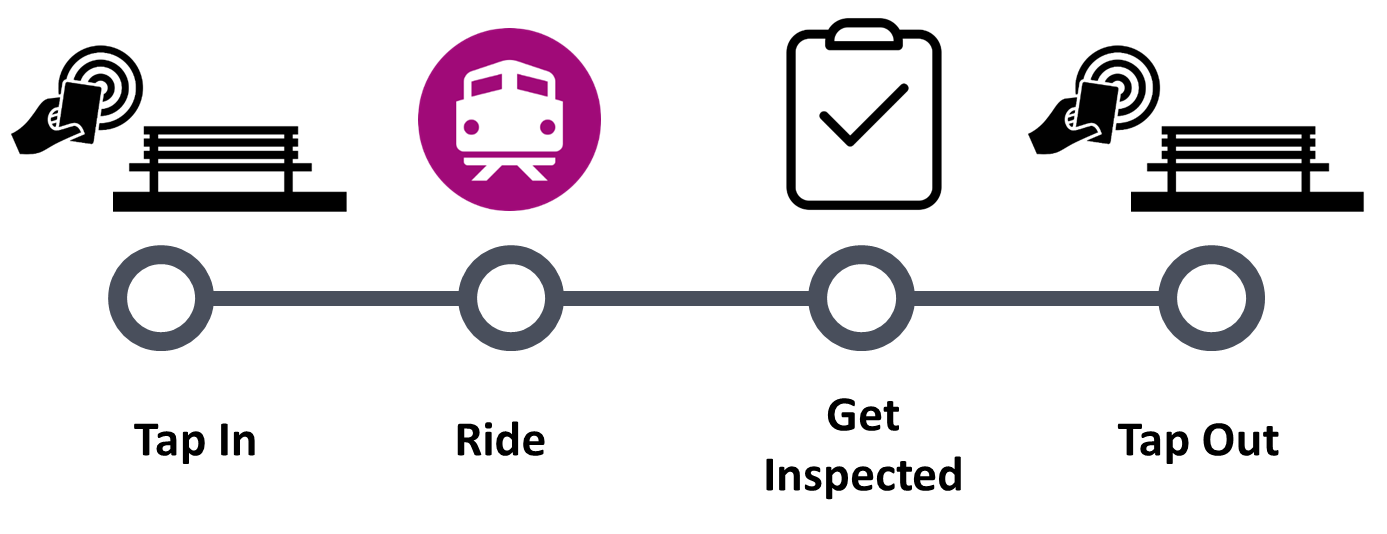 Tap In
Ride
Get
Inspected
Tap Out